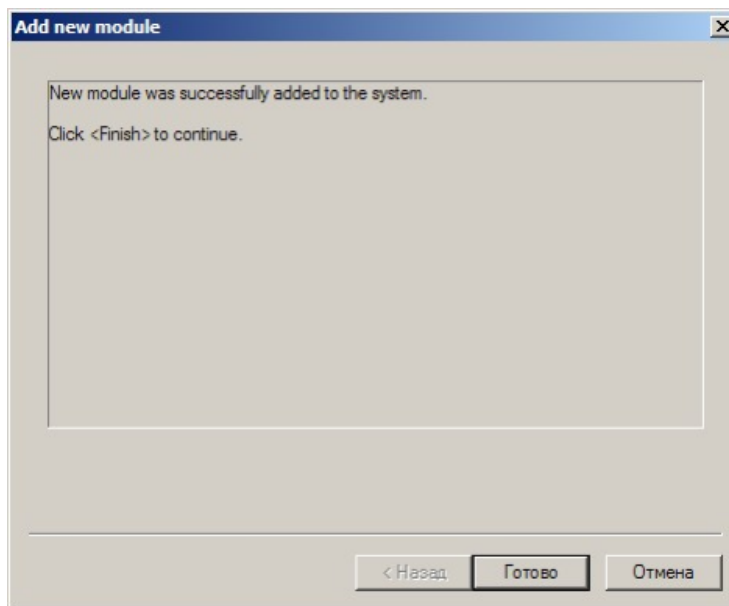 Add new module
New module was successfully added to the system.
Click <Finish> to continue.
< Назад
Готово
Отмена